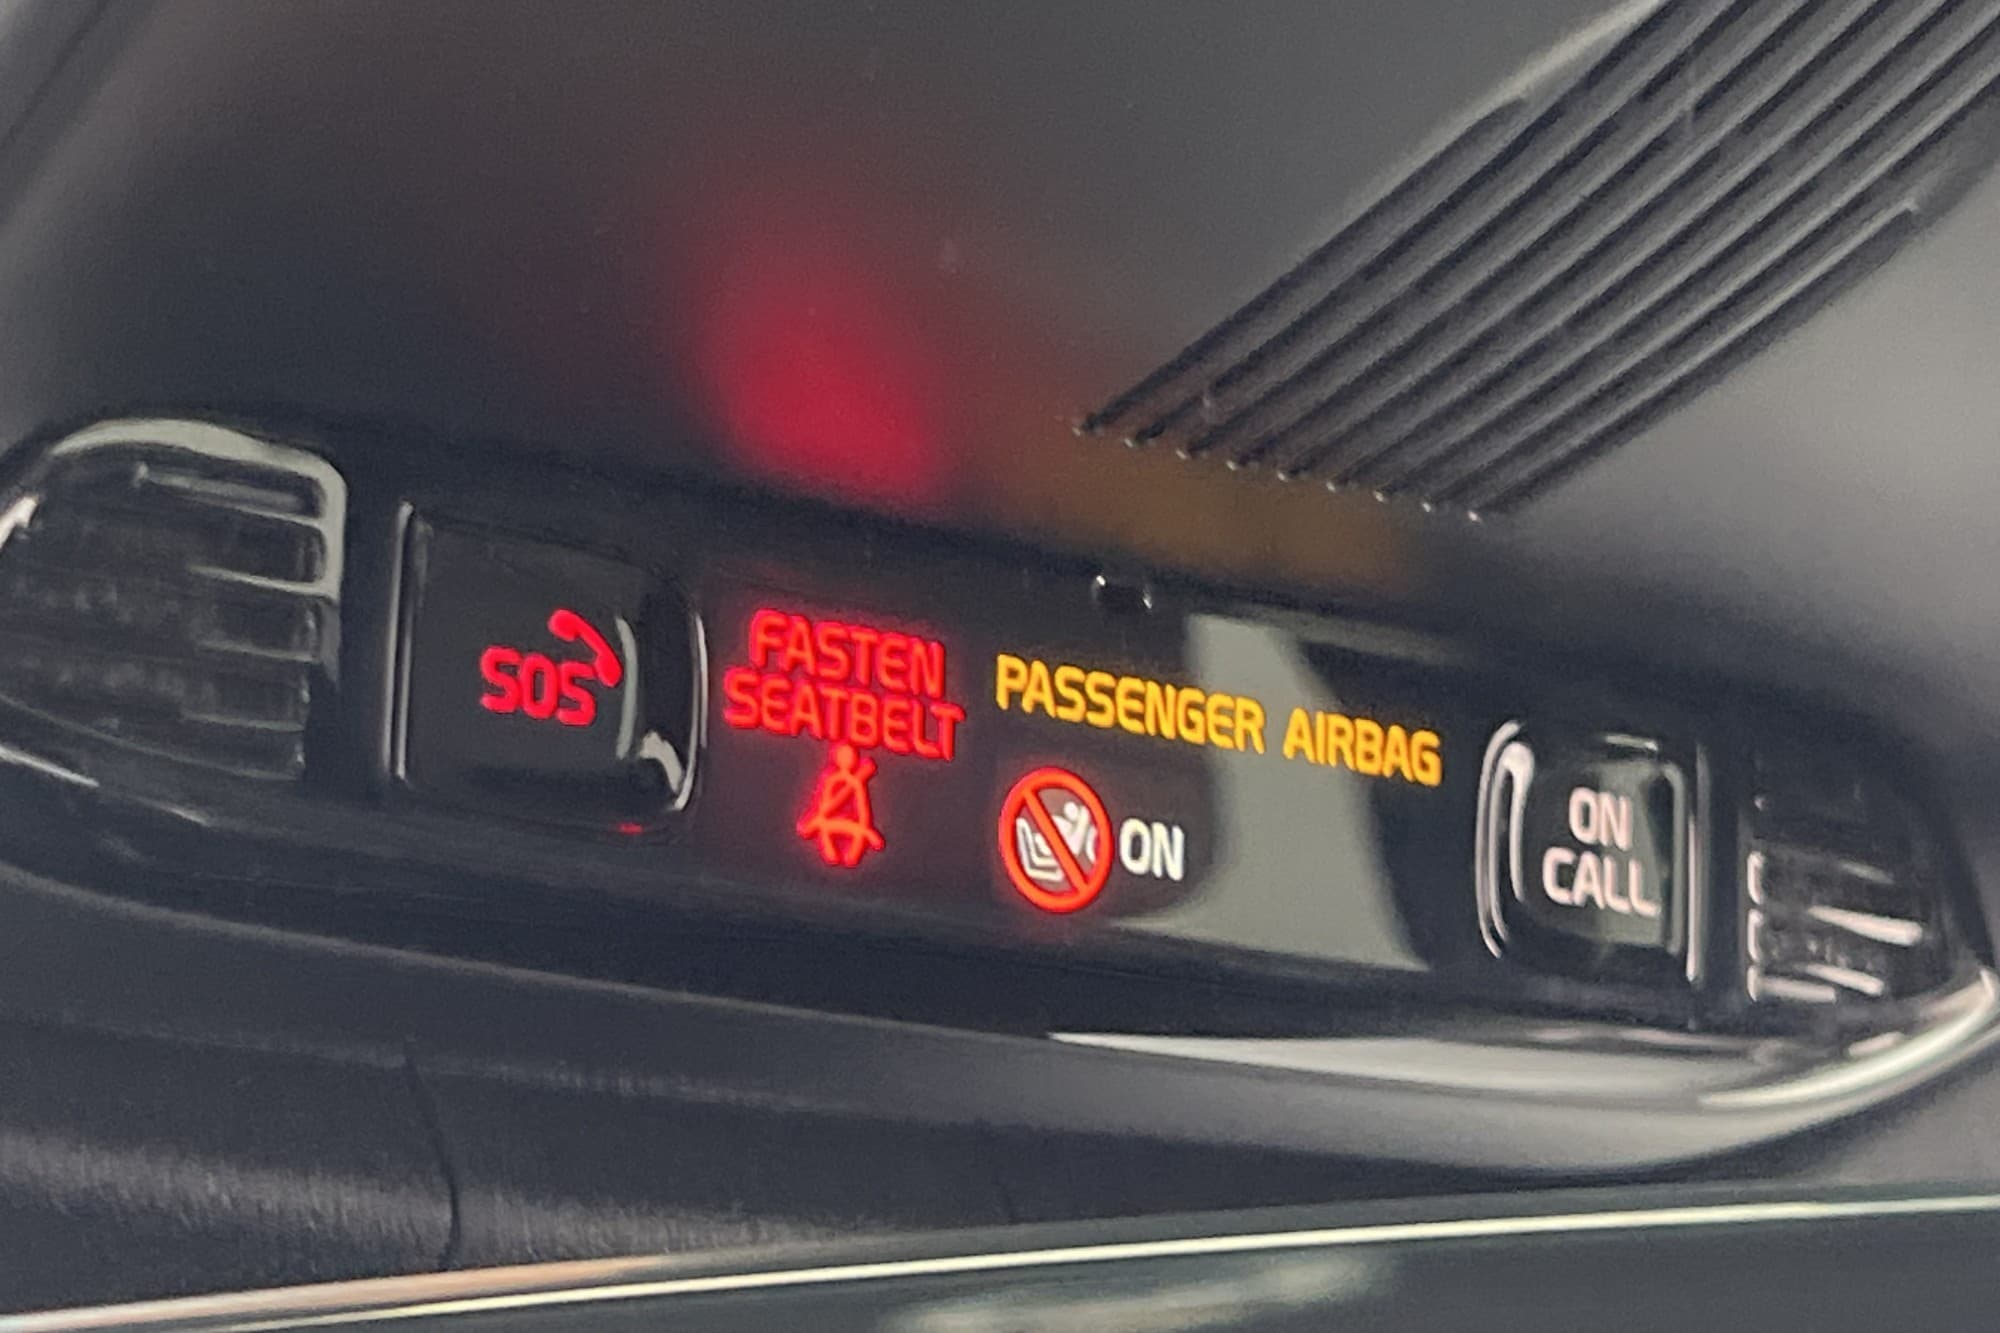 SOS
FASTEN
SEATBELT
PASSENGER AIRBAG
ON
ON
CALL